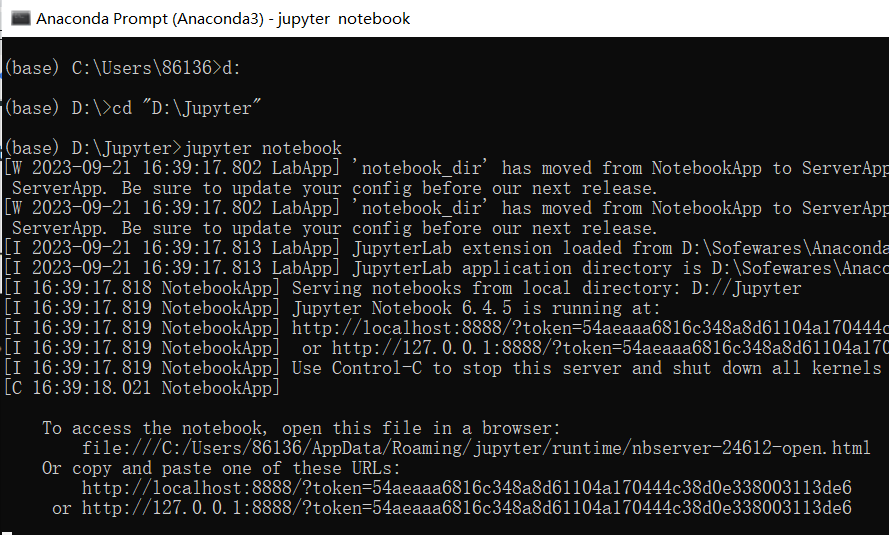 Anaconda Prompt (Anaconda3) - jupyter notebook
(base) C:\Users\86136>d:
(base) D:\>cd "D:\Jupyter"
(base) D:\Jupyter>jupyter notebook
[W 2023-09-21 16:39:17.802 LabApp] 'notebook_dir' has moved from NotebookApp to ServerApp
ServerApp. Be sure to update your config before our next release.
[W 2023-09-21 16:39:17.802 LabApp] 'notebook_dir' has moved from NotebookApp to ServerApp
ServerApp. Be sure to update your config before our next release.
[I 2023-09-21 16:39:17.813 LabApp] JupyterLab extension loaded from D:\Sofewares\Anaconda
[I 2023-09-21 16:39:17.813 LabApp] JupyterLab application directory is D:\Sofewares\Anaco
[I 16:39:17.818 NotebookApp] Serving notebooks from local directory: D://Jupyter
[I 16:39:17.819 NotebookApp] Jupyter Notebook 6.4.5 is running at:
[I 16:39:17.819 NotebookApp] http://localhost:8888/?token=54aeaaa6816c348a8d61104a170444c
[I 16:39:17.819 NotebookApp]  or http://127.0.0.1:8888/?token=54aeaaa6816c348a8d61104a170
[I 16:39:17.819 NotebookApp] Use Control-C to stop this server and shut down all kernels
[C 16:39:18.021 NotebookApp]
To access the notebook, open this file in a browser:
file:///C:/Users/86136/AppData/Roaming/jupyter/runtime/nbserver-24612-open.html
Or copy and paste one of these URLs:
http://localhost:8888/?token=54aeaaa6816c348a8d61104a170444c38d0e338003113de6
or http://127.0.0.1:8888/?token=54aeaaa6816c348a8d61104a170444c38d0e338003113de6